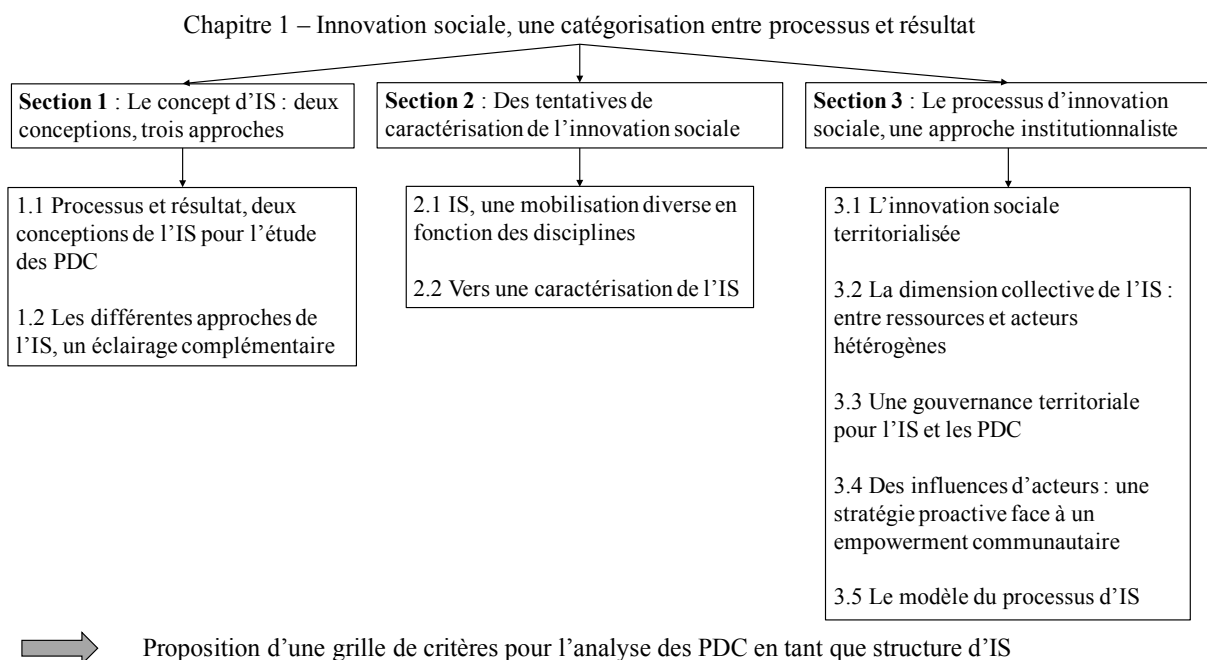 Chapitre 1 – Innovation sociale, une catégorisation entre processus et résultat
Section 1 : Le concept d'IS : deux
conceptions, trois approches
1.1 Processus et résultat, deux
conceptions de l'IS pour l'étude
des PDC
1.2 Les différentes approches de
l'IS, un éclairage complémentaire
Section 2 : Des tentatives de
caractérisation de l'innovation sociale
2.1 IS, une mobilisation diverse en
fonction des disciplines
2.2 Vers une caractérisation de l'IS
Section 3 : Le processus d'innovation
sociale, une approche institutionnaliste
3.1 L'innovation sociale
territorialisée
3.2 La dimension collective de l'IS :
entre ressources et acteurs
hétérogènes
3.3 Une gouvernance territoriale
pour l'IS et les PDC
3.4 Des influences d'acteurs : une
stratégie proactive face à un
empowerment communautaire
3.5 Le modèle du processus d'IS
Proposition d'une grille de critères pour l'analyse des PDC en tant que structure d'IS